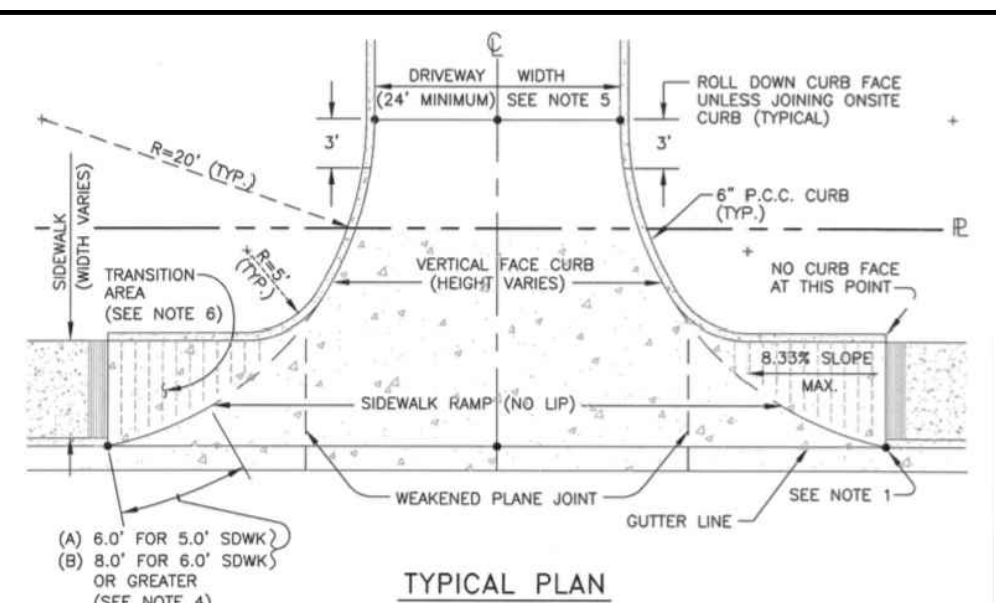 ℄
DRIVEWAY WIDTH
(24' MINIMUM) SEE NOTE 5
ROLL DOWN CURB FACE
UNLESS JOINING ONSITE
CURB (TYPICAL)
3'
3'
R=20' (TYP.)
6" P.C.C. CURB
(TYP.)
SIDEWALK
(WIDTH VARIES)
R=5'
(TYP.)
VERTICAL FACE CURB
(HEIGHT VARIES)
TRANSITION
AREA
(SEE NOTE 6)
NO CURB FACE
AT THIS POINT
8.33% SLOPE
MAX.
SIDEWALK RAMP (NO LIP)
WEAKENED PLANE JOINT
SEE NOTE 1
GUTTER LINE
(A) 6.0' FOR 5.0' SDWK
(B) 8.0' FOR 6.0' SDWK
OR GREATER
(SEE NOTE 4)
TYPICAL PLAN